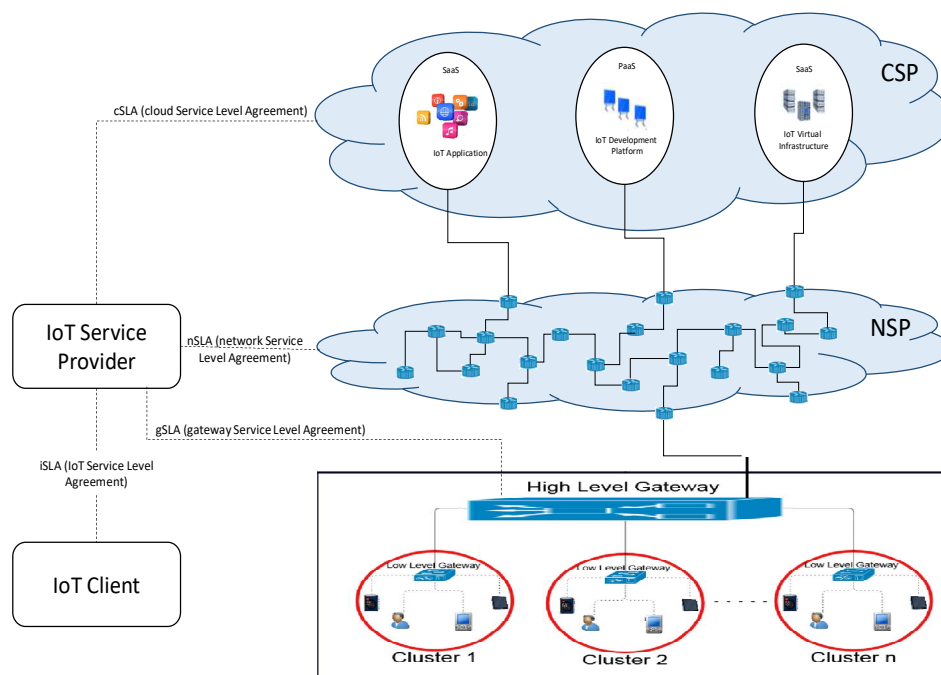 SaaS
IoT Application
PaaS
IoT Development
Platform
SaaS
IoT Virtual
Infrastructure
CSP
cSLA (cloud Service Level Agreement)
IoT Service
Provider
nSLA (network Service
Level Agreement)
NSP
gSLA (gateway Service Level Agreement)
iSLA (IoT Service Level
Agreement)
IoT Client
High Level Gateway
Low Level Gateway
Cluster 1
Low Level Gateway
Cluster 2
Low Level Gateway
Cluster n